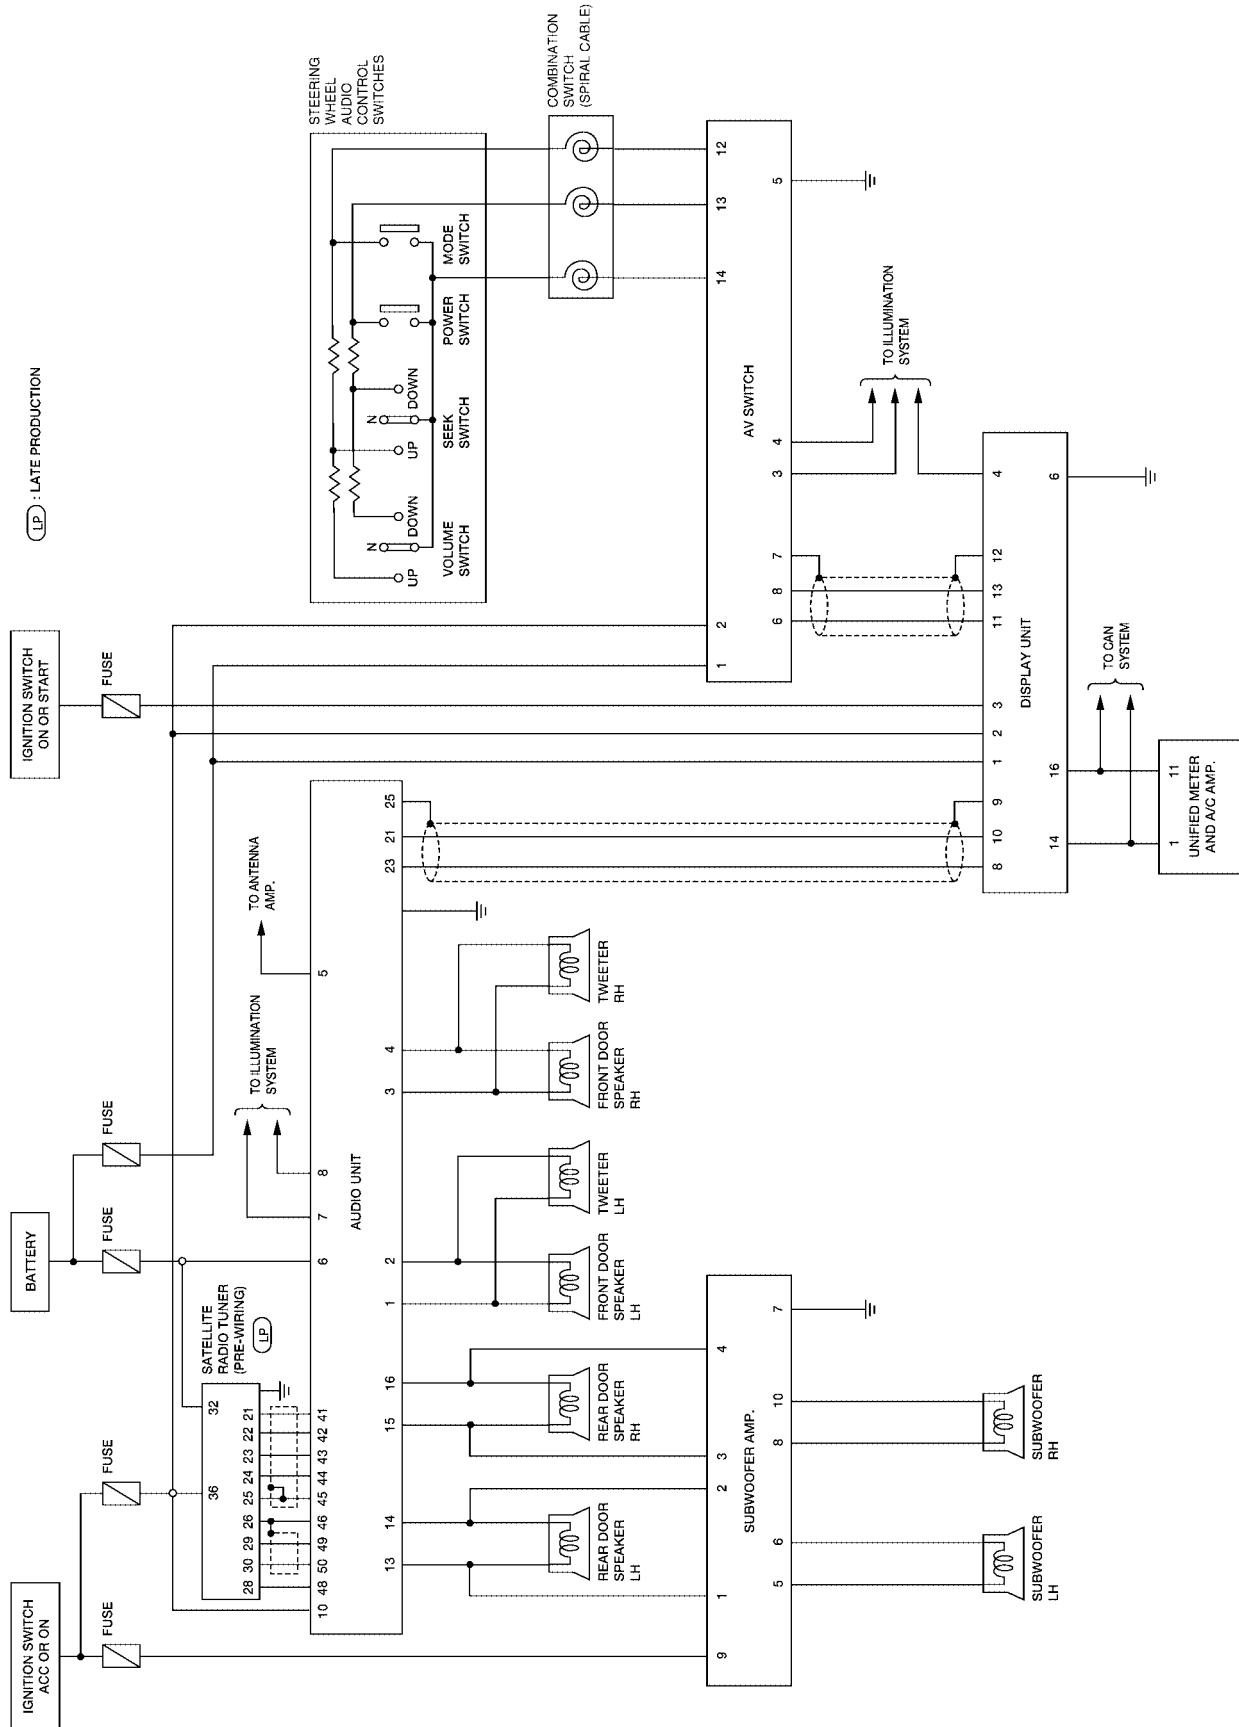 IGNITION SWITCH
ACC OR ON
BATTERY
IGNITION SWITCH
ON OR START
LP : LATE PRODUCTION
FUSE
FUSE
FUSE
FUSE
FUSE
SATELLITE
RADIO TUNER
(PRE-WIRING)
LP
36
32
28 30 29 26 25 24 23 22 21
TO ILLUMINATION
SYSTEM
TO ANTENNA
AMP.
10 48 50 49 46 45 44 43 42 41 6 7 8 5
AUDIO UNIT
13 14 15 16 1 2 3 4 23 21 25
STEERING
WHEEL
AUDIO
CONTROL
SWITCHES
UP
N
DOWN
VOLUME
SWITCH
UP
N
DOWN
SEEK
SWITCH
POWER
SWITCH
MODE
SWITCH
COMBINATION
SWITCH
(SPIRAL CABLE)
REAR DOOR
SPEAKER
LH
REAR DOOR
SPEAKER
RH
FRONT DOOR
SPEAKER
LH
TWEETER
LH
FRONT DOOR
SPEAKER
RH
TWEETER
RH
9 1 2 3 4
SUBWOOFER AMP.
5 6 8 10 7
1 2 14 13 12
AV SWITCH
6 8 7 3 4 5
TO ILLUMINATION
SYSTEM
SUBWOOFER
LH
SUBWOOFER
RH
8 10 9 1 2 3 11 13 12 4
DISPLAY UNIT
14 16 6
TO CAN
SYSTEM
1 11
UNIFIED METER
AND A/C AMP.